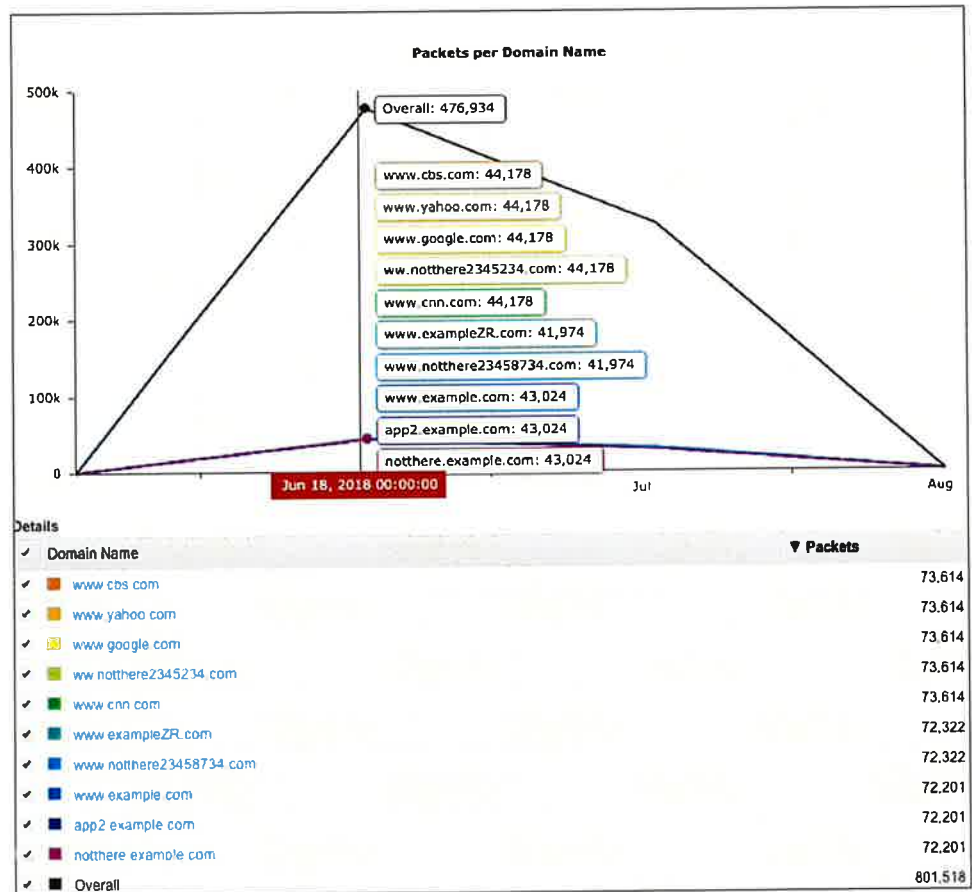 Packets per Domain Name
500k
Overall: 476,934
400k
www.cbs.com: 44,178
www.yahoo.com: 44,178
300k
www.google.com: 44,178
ww.notthere2345234.com: 44,178
200k
www.cnn.com: 44,178
www.exampleZR.com: 41,974
www.notthere23458734.com: 41,974
100k
www.example.com: 43,024
app2.example.com: 43,024
notthere.example.com: 43,024
0
Jun 18, 2018 00:00:00
Jul
Aug
Details
✓ Domain Name ▼ Packets
✓ www.cbs.com 73,614
✓ www.yahoo.com 73,614
✓ www.google.com 73,614
✓ ww.notthere2345234.com 73,614
✓ www.cnn.com 73,614
✓ www.exampleZR.com 72,322
✓ www.notthere23458734.com 72,322
✓ www.example.com 72,201
✓ app2.example.com 72,201
✓ notthere.example.com 72,201
✓ Overall 801,518